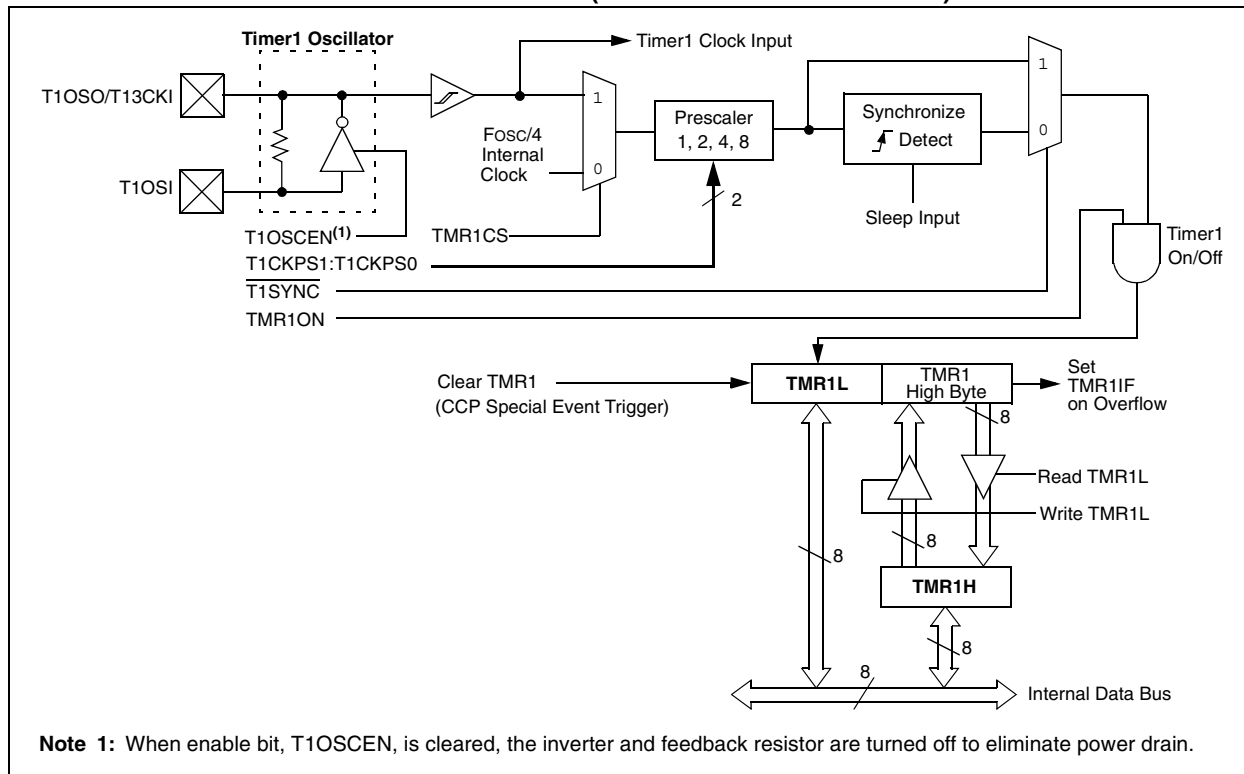 Timer1 Oscillator
Timer1 Clock Input
T1OSO/T13CKI
1
1
FOSC/4
Internal
Clock
0
Prescaler
1, 2, 4, 8
Synchronize
Detect
0
T1OSI
2
Sleep Input
T1OSCEN(1)
TMR1CS
T1CKPS1:T1CKPS0
T1SYNC
TMR1ON
Timer1
On/Off
Clear TMR1
(CCP Special Event Trigger)
TMR1L
TMR1
High Byte
Set
TMR1IF
on Overflow
8
Read TMR1L
Write TMR1L
8
8
TMR1H
8
8
Internal Data Bus
Note 1: When enable bit, T1OSCEN, is cleared, the inverter and feedback resistor are turned off to eliminate power drain.